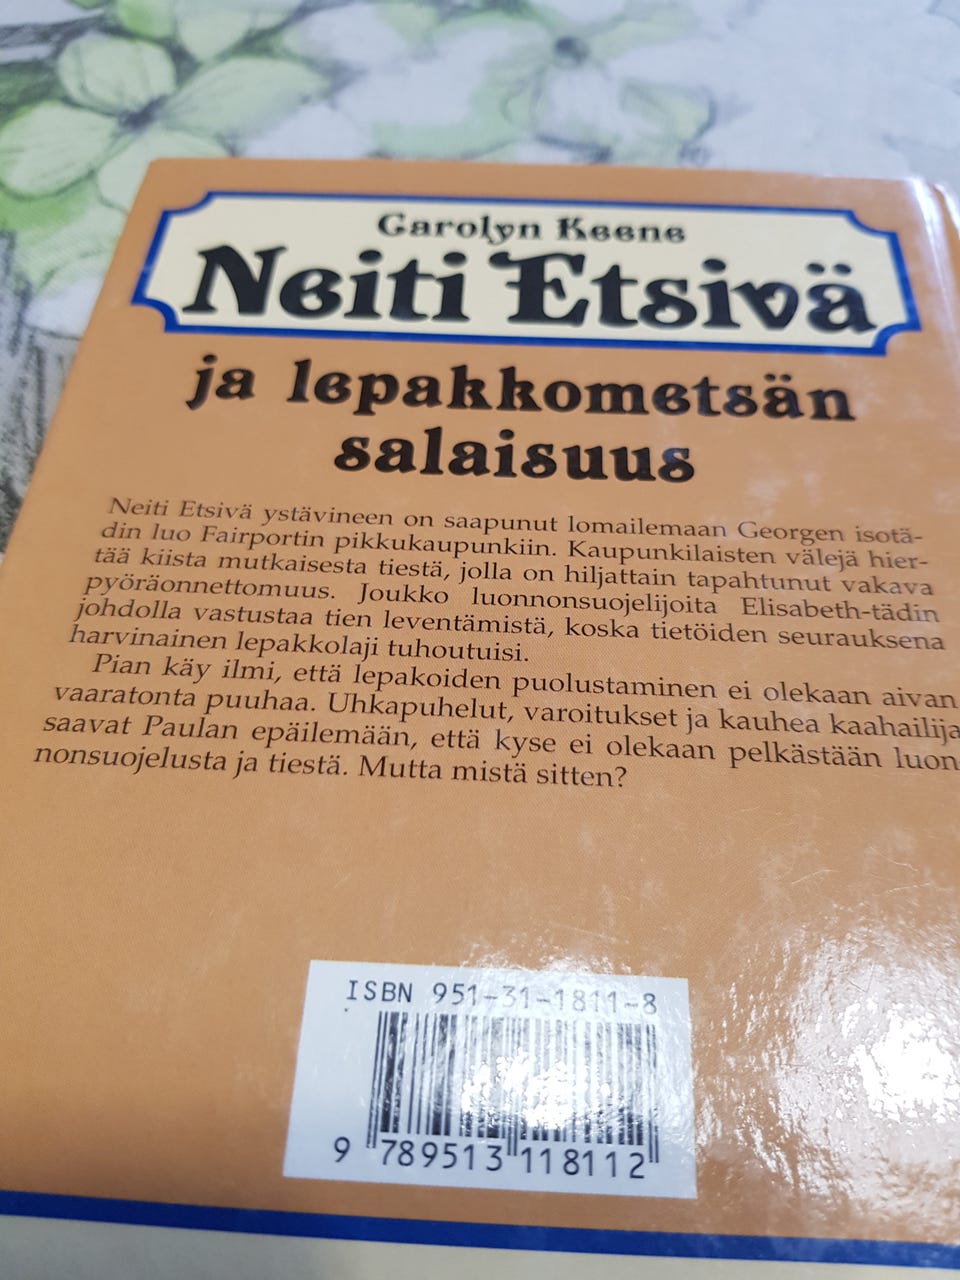 Carolyn Keene
Neiti Etsivä
ja lepakkometsän
salaisuus
Neiti Etsivä ystävineen on saapunut lomailemaan Georgen isotä-
din luo Fairportin pikkukaupunkiin. Kaupunkilaisten välejä hier-
tää kiista mutkaisesta tiestä, jolla on hiljattain tapahtunut vakava
pyöräonnettomuus. Joukko luonnonsuojelijoita Elisabeth-tädin
johdolla vastustaa tien leventämistä, koska tietöiden seurauksena
harvinainen lepakkolaji tuhoutuisi.
Pian käy ilmi, että lepakoiden puolustaminen ei olekaan aivan
vaaratonta puuhaa. Uhkapuhelut, varoitukset ja kauhea kaahailija
saavat Paulan epäilemään, että kyse ei olekaan pelkästään luon-
nonsuojelusta ja tiestä. Mutta mistä sitten?
ISBN 951-31-1811-8
9 789513 118112